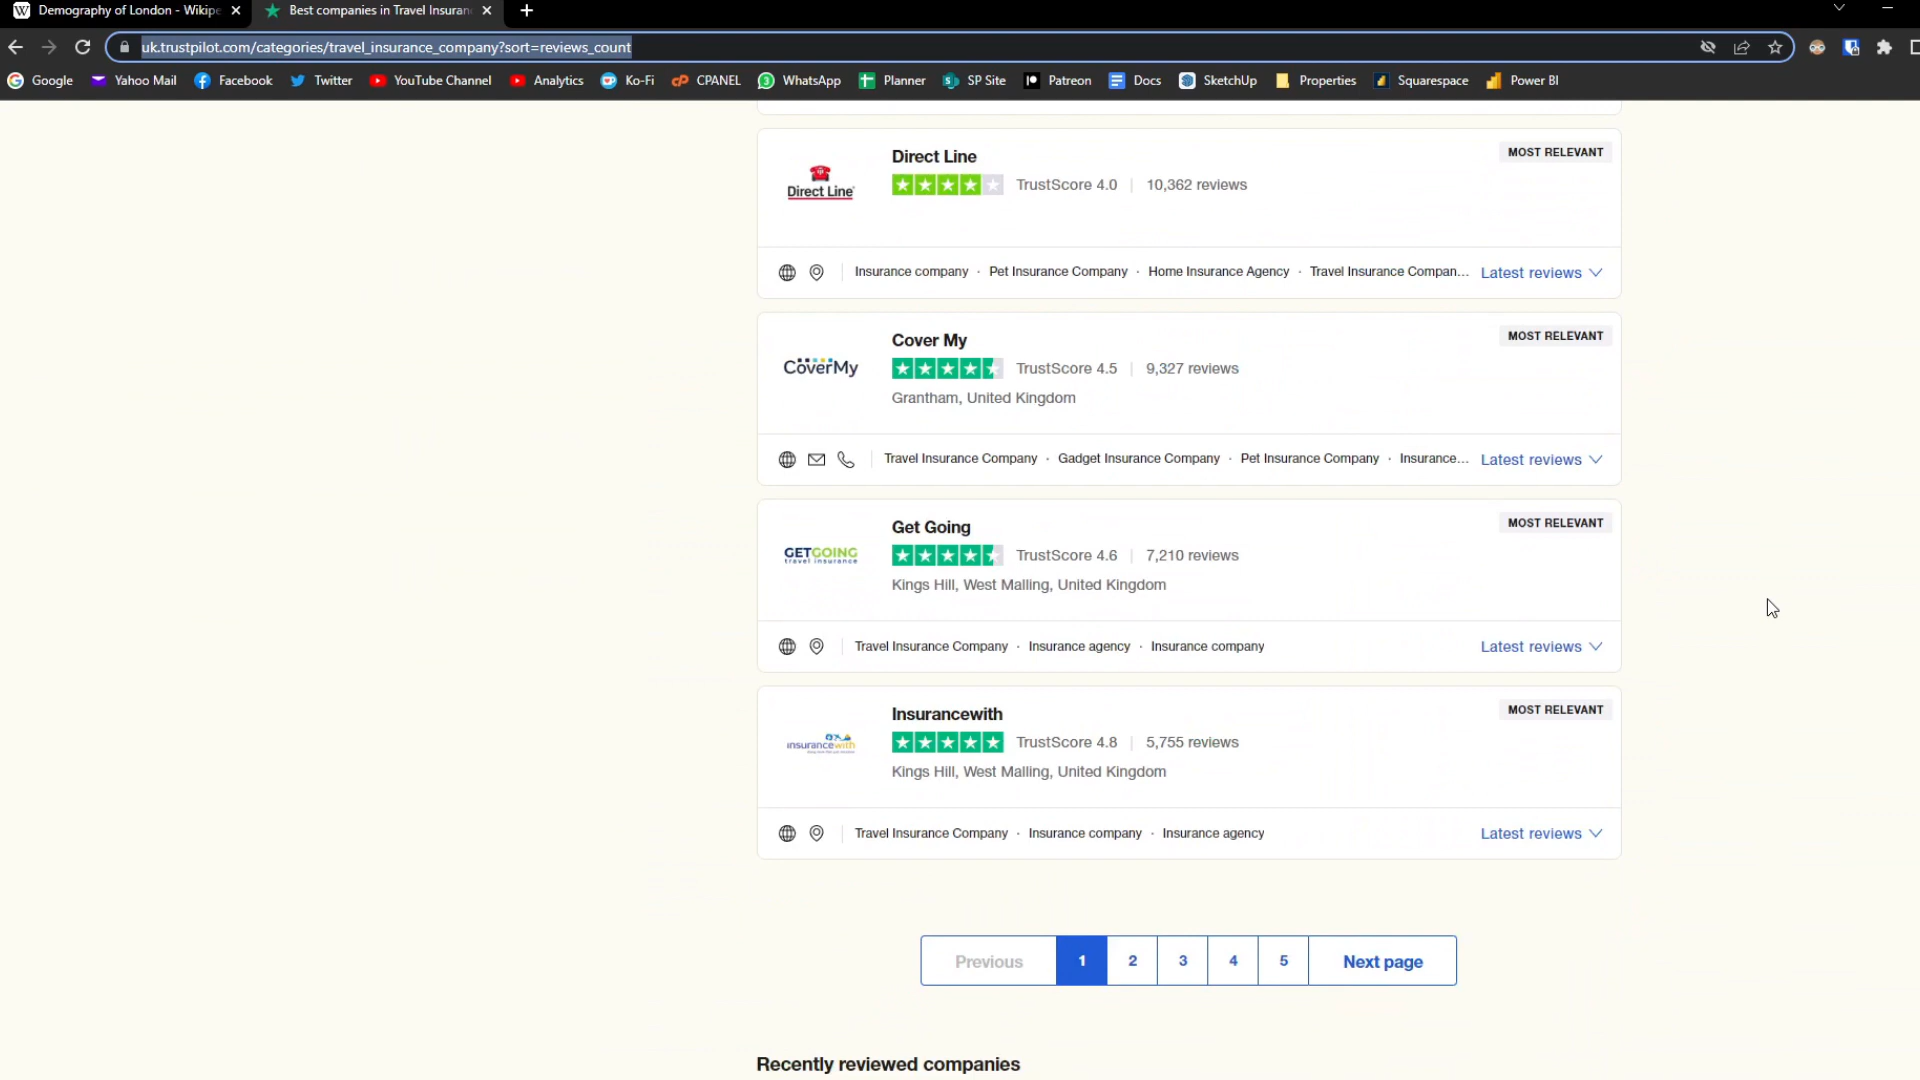 Demography of London - Wikipe
Best companies in Travel Insuran
uk.trustpilot.com/categories/travel_insurance_company?sort=reviews_count
Google
Yahoo Mail
Facebook
Twitter
YouTube Channel
Analytics
Ko-Fi
CPANEL
WhatsApp
Planner
SP Site
Patreon
Docs
SketchUp
Properties
Squarespace
Power BI
Direct Line
Direct Line
MOST RELEVANT
TrustScore 4.0 | 10,362 reviews
Insurance company · Pet Insurance Company · Home Insurance Agency · Travel Insurance Compan...
Latest reviews
CoverMy
Cover My
MOST RELEVANT
TrustScore 4.5 | 9,327 reviews
Grantham, United Kingdom
Travel Insurance Company · Gadget Insurance Company · Pet Insurance Company · Insurance...
Latest reviews
GETGOING
travel insurance
Get Going
MOST RELEVANT
TrustScore 4.6 | 7,210 reviews
Kings Hill, West Malling, United Kingdom
Travel Insurance Company · Insurance agency · Insurance company
Latest reviews
insurancewith
Insurancewith
MOST RELEVANT
TrustScore 4.8 | 5,755 reviews
Kings Hill, West Malling, United Kingdom
Travel Insurance Company · Insurance company · Insurance agency
Latest reviews
Previous 1 2 3 4 5 Next page
Recently reviewed companies